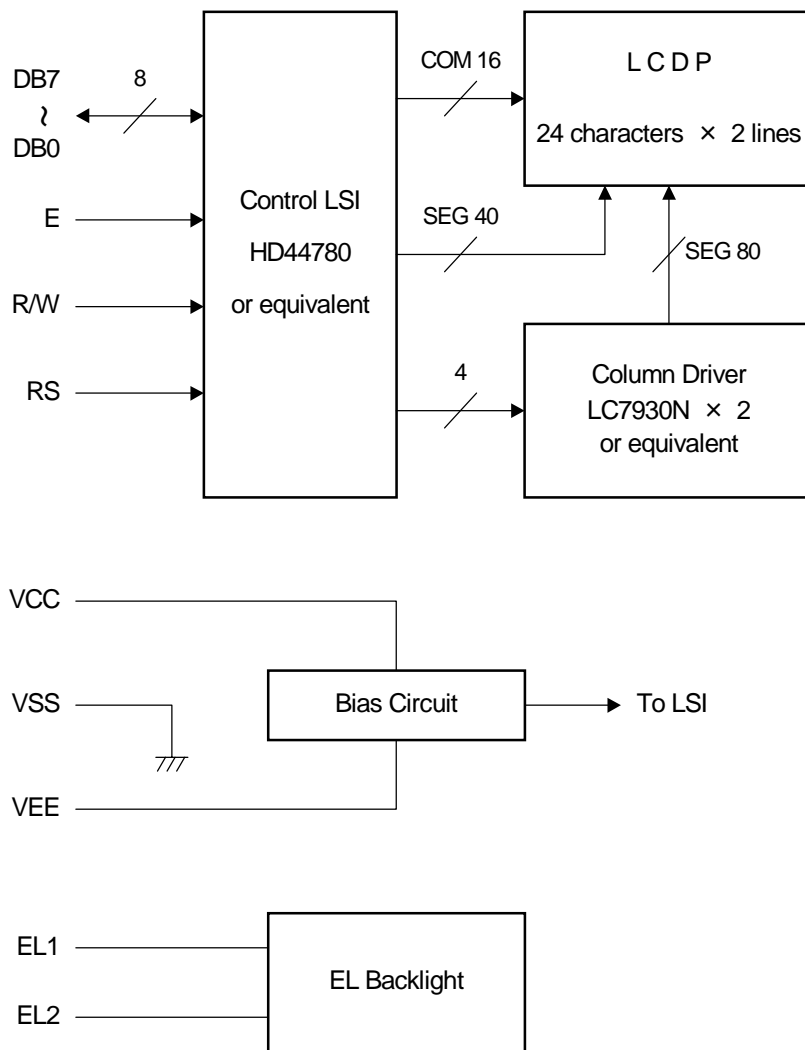 DB7
~
DB0
8
E
R/W
RS
Control LSI
HD44780
or equivalent
COM 16
SEG 40
4
L C D P
24 characters × 2 lines
SEG 80
Column Driver
LC7930N × 2
or equivalent
VCC
VSS
VEE
Bias Circuit
To LSI
EL1
EL2
EL Backlight